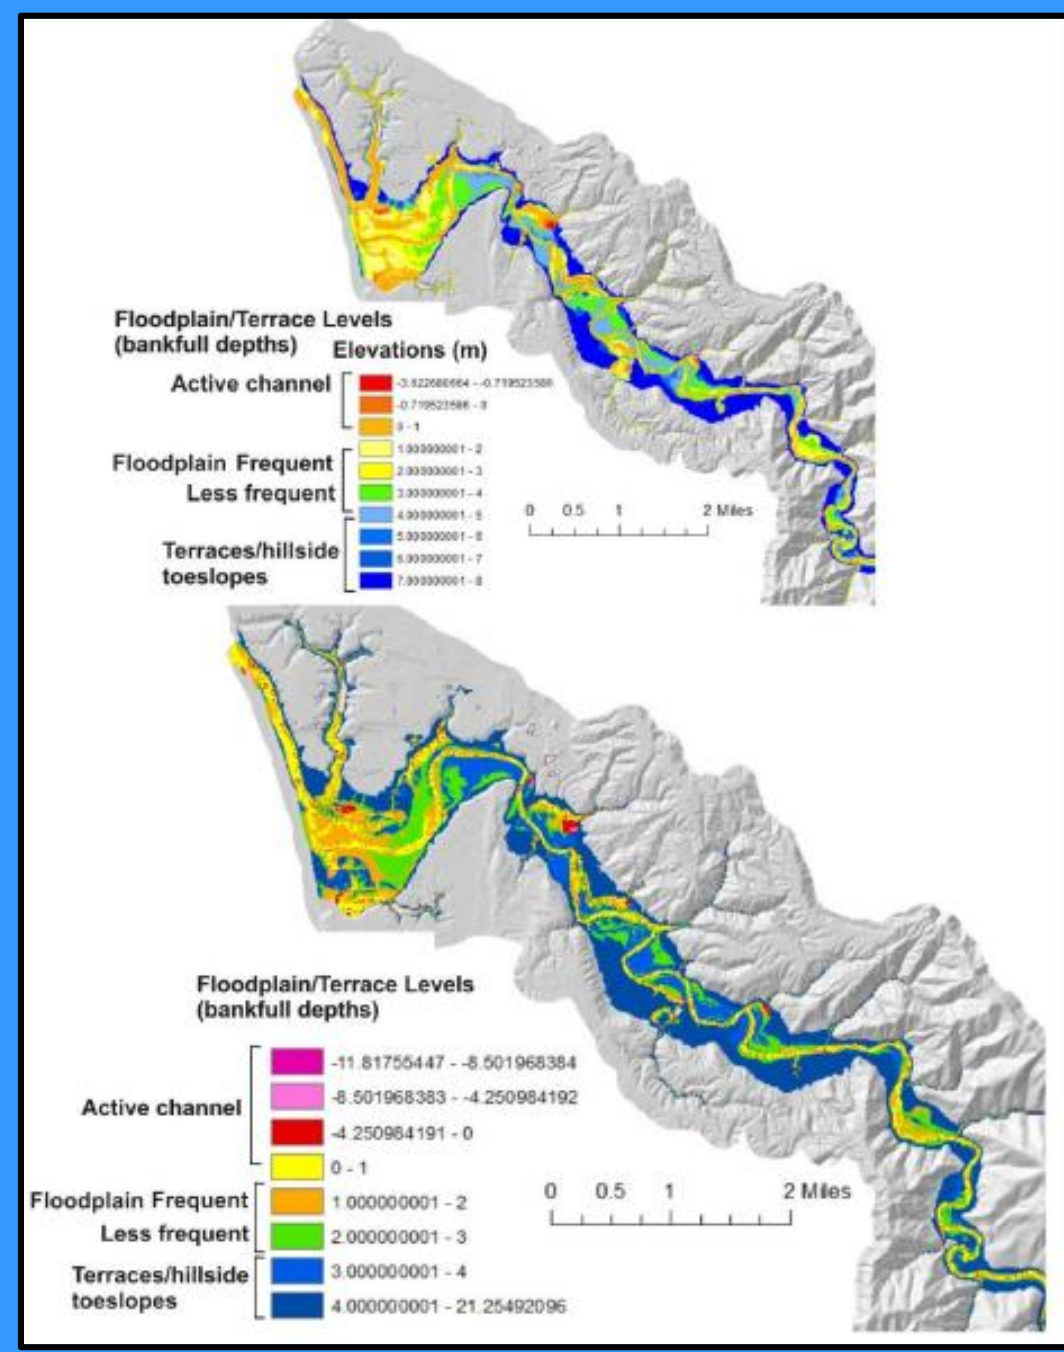 Floodplain/Terrace Levels
(bankfull depths) Elevations (m)
Active channel
-3.622680664 - -0.719523586
-0.719523586 - 0
0 - 1
Floodplain Frequent
1.000000001 - 2
2.000000001 - 3
Less frequent
3.000000001 - 4
4.000000001 - 5
Terraces/hillside
toeslopes
5.000000001 - 6
6.000000001 - 7
7.000000001 - 8
0 0.5 1 2 Miles
Floodplain/Terrace Levels
(bankfull depths)
Active channel
-11.81755447 - -8.501968384
-8.501968383 - -4.250984192
-4.250984191 - 0
0 - 1
Floodplain Frequent
1.000000001 - 2
Less frequent
2.000000001 - 3
Terraces/hillside
toeslopes
3.000000001 - 4
4.000000001 - 21.25492096
0 0.5 1 2 Miles